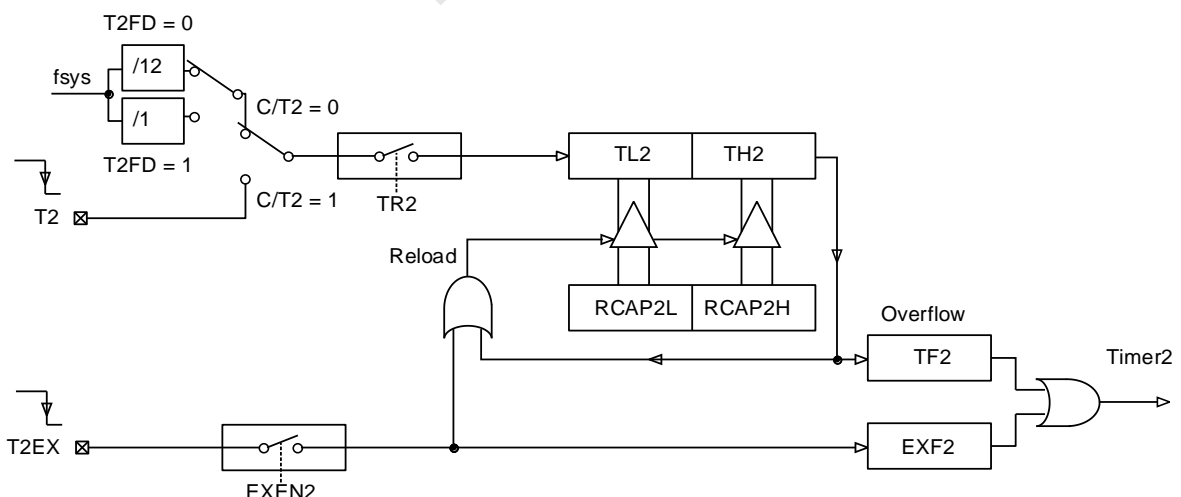 T2FD = 0
fsys
/12
/1
C/T2 = 0
T2FD = 1
TL2
TH2
C/T2 = 1
TR2
T2
Reload
RCAP2L
RCAP2H
Overflow
TF2
Timer2
T2EX
EXF2
EXEN2